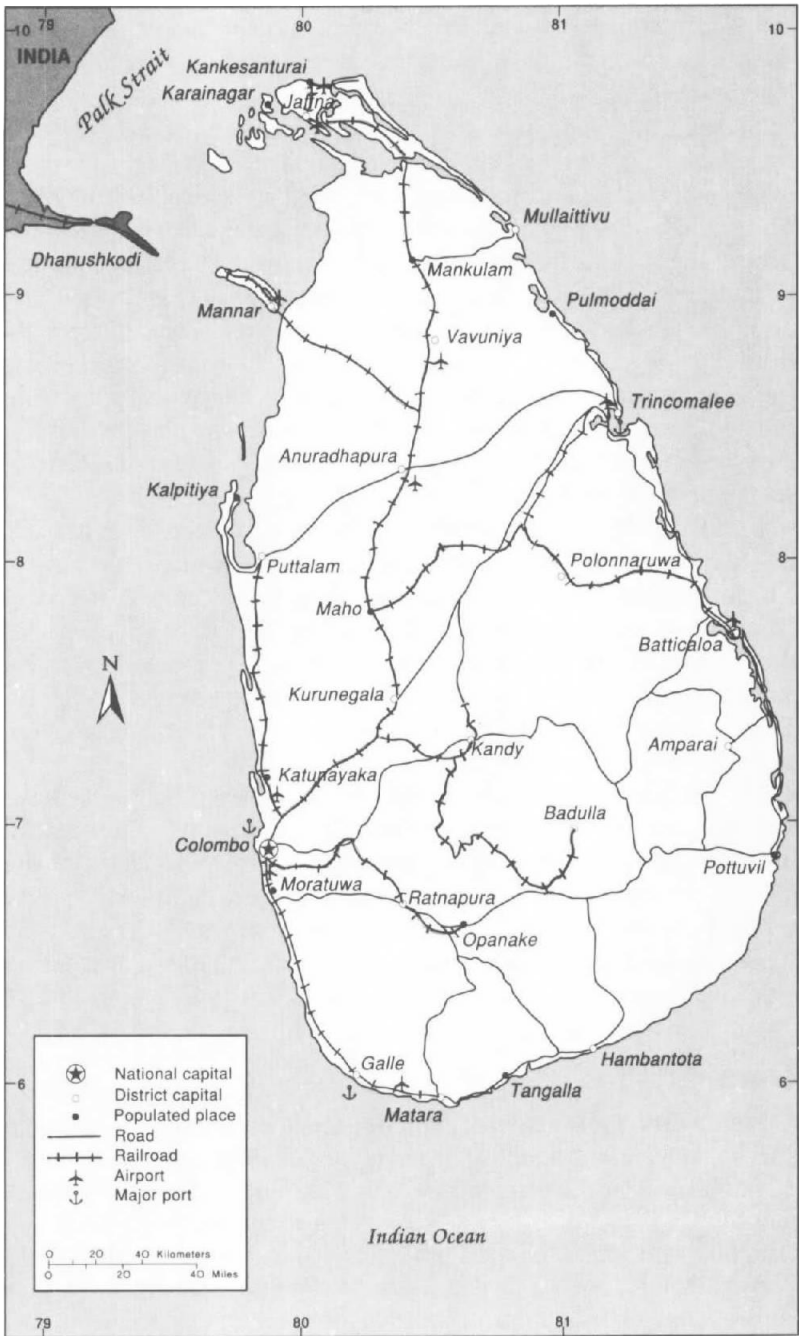 79
80
81
10
10
INDIA
Palk Strait
Kankesanturai
Karainagar
Jaffna
Mullaittivu
Dhanushkodi
Mankulam
9
9
Mannar
Pulmoddai
Vavuniya
Trincomalee
Anuradhapura
Kalpitiya
8
8
Puttalam
Polonnaruwa
Maho
Batticaloa
N
Kurunegala
Kandy
Amparai
Katunayaka
7
7
Badulla
Colombo
Pottuvil
Moratuwa
Ratnapura
Opanake
Hambantota
Galle
6
6
Tangalla
Matara
National capital
District capital
Populated place
Road
Railroad
Airport
Major port
0 20 40 Kilometers
0 20 40 Miles
Indian Ocean
79
80
81